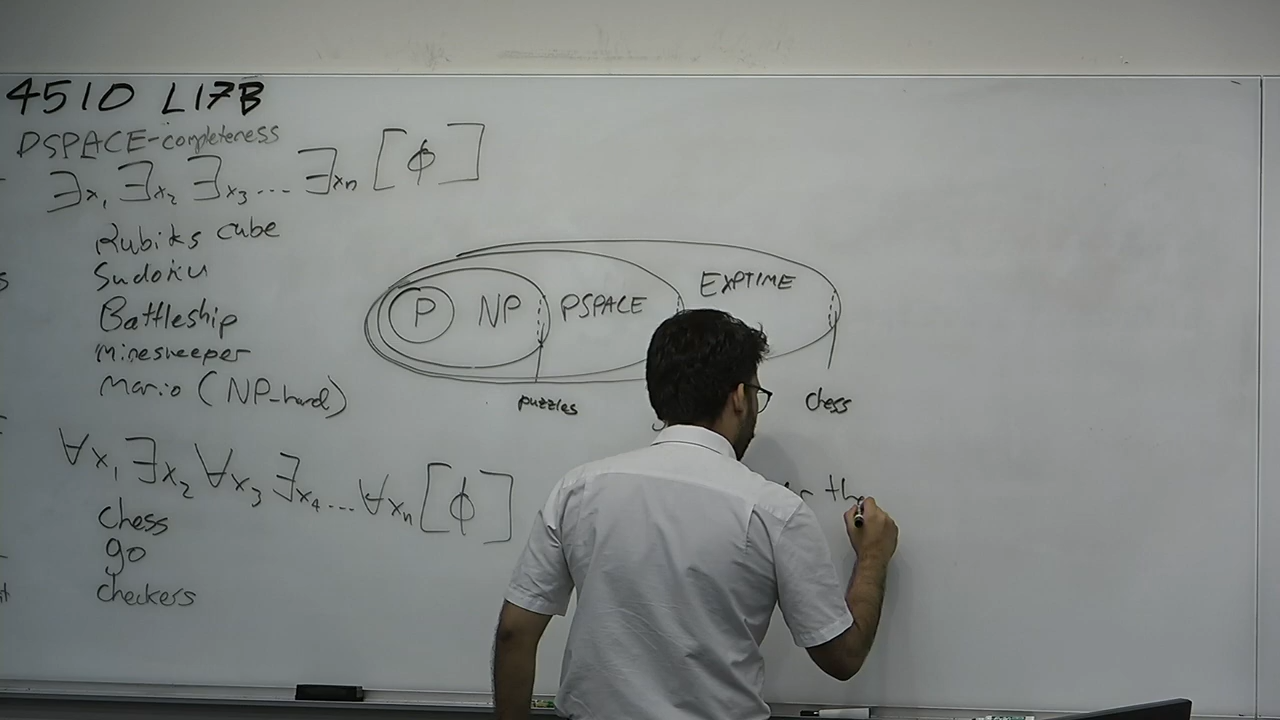 4510 L17B
PSPACE-completeness
∃x₁ ∃x₂ ∃x₃ ... ∃xₙ [ϕ]
Rubiks cube
Sudoku
Battleship
minesweeper
Mario (NP-hard)
P NP PSPACE EXPTIME
puzzles chess
∀x₁ ∃x₂ ∀x₃ ∃x₄ ... ∀xₙ [ϕ]
chess
go
checkers